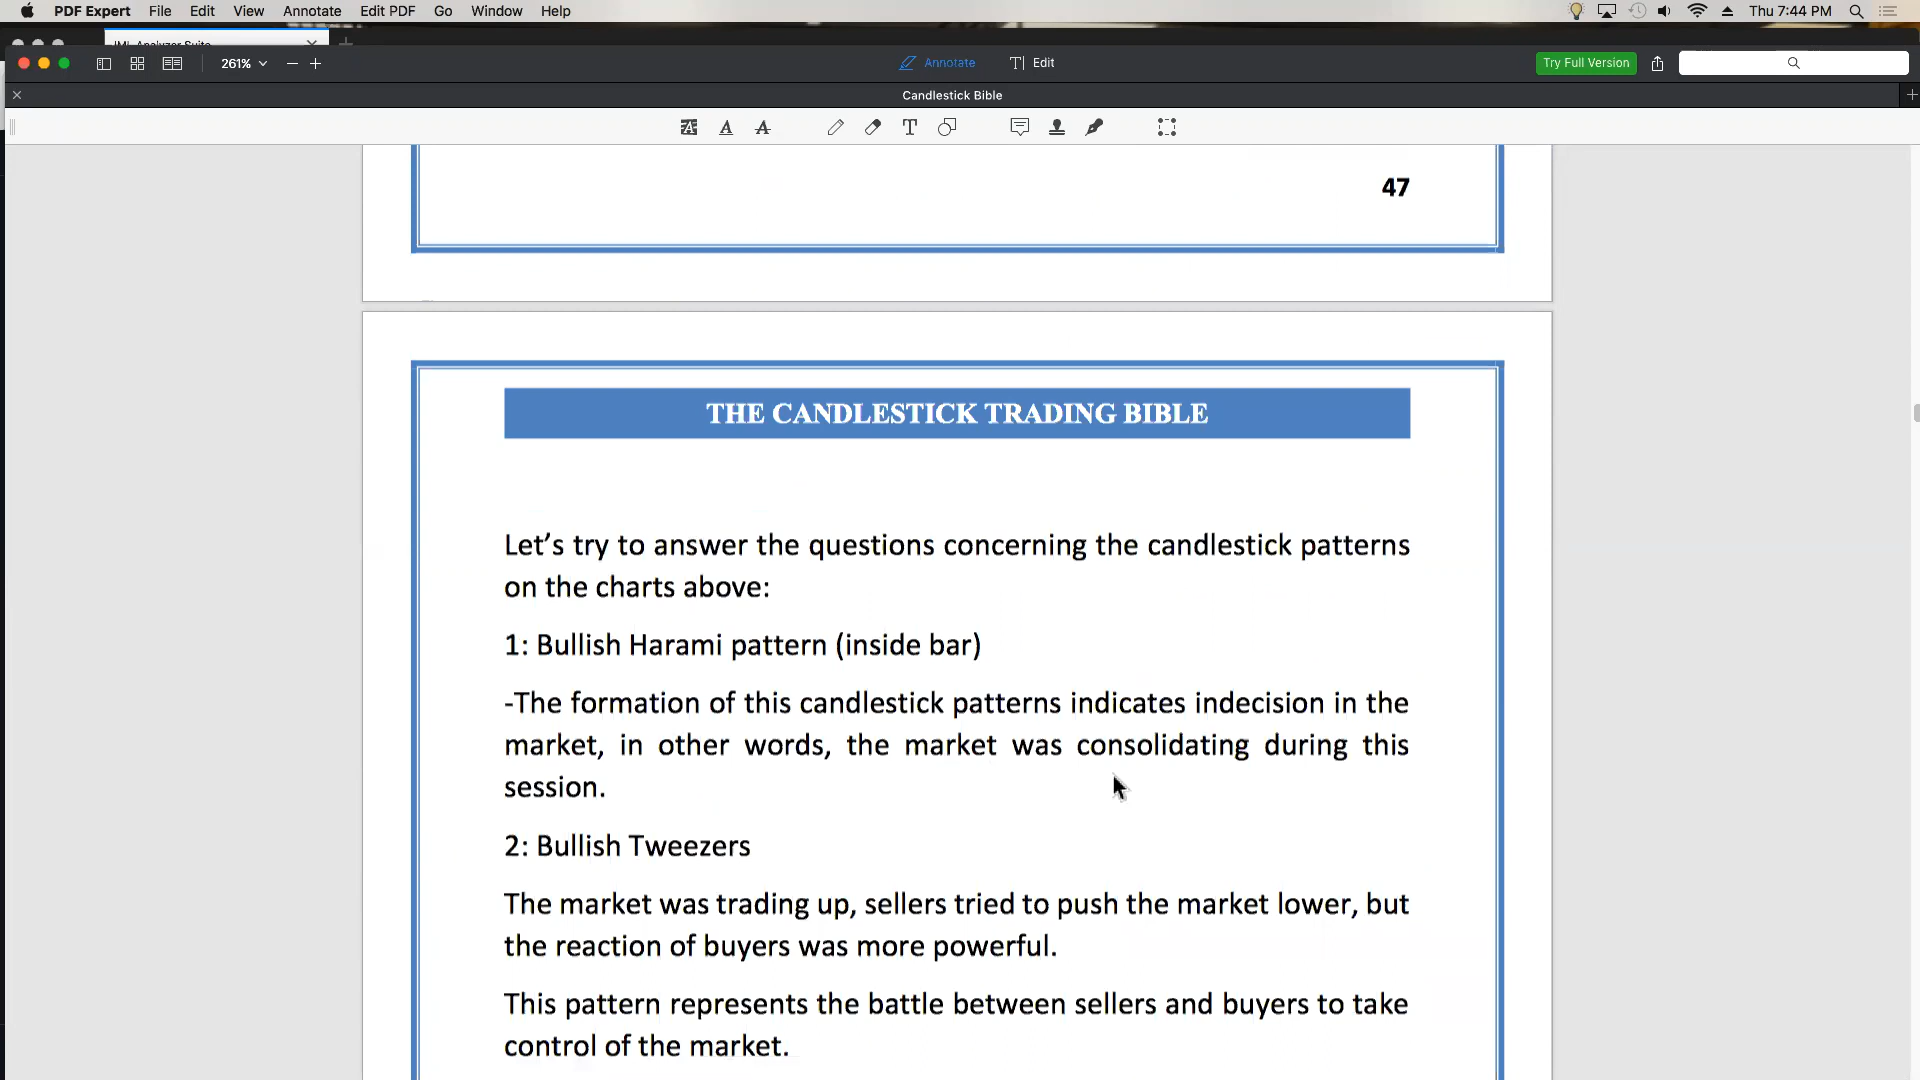 PDF Expert File Edit View Annotate Edit PDF Go Window Help Thu 7:44 PM
IML Analyzer Suite
261% Annotate Edit Try Full Version
Candlestick Bible
47
THE CANDLESTICK TRADING BIBLE
Let’s try to answer the questions concerning the candlestick patterns
on the charts above:
1: Bullish Harami pattern (inside bar)
-The formation of this candlestick patterns indicates indecision in the
market, in other words, the market was consolidating during this
session.
2: Bullish Tweezers
The market was trading up, sellers tried to push the market lower, but
the reaction of buyers was more powerful.
This pattern represents the battle between sellers and buyers to take
control of the market.